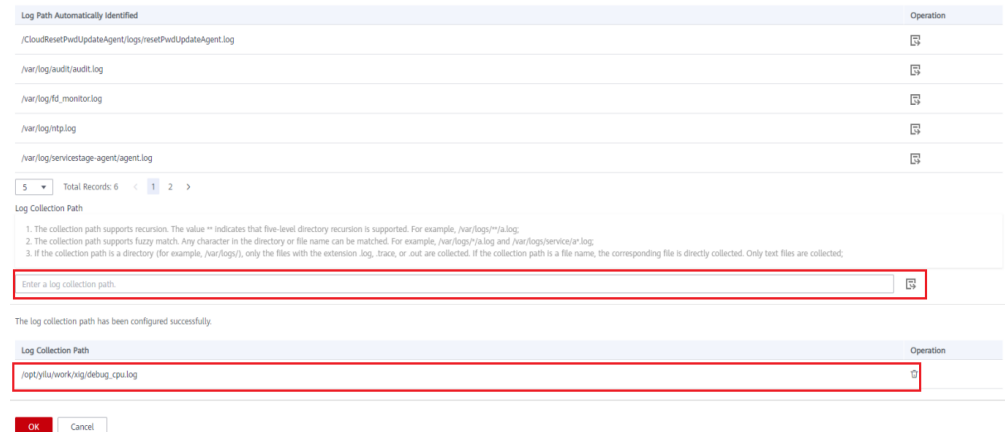 Log Path Automatically Identified Operation
/CloudResetPwdUpdateAgent/logs/resetPwdUpdateAgent.log
/var/log/audit/audit.log
/var/log/fd_monitor.log
/var/log/ntp.log
/var/log/servicestage-agent/agent.log
5 Total Records: 6 < 1 2 >
Log Collection Path
1. The collection path supports recursion. The value ** indicates that five-level directory recursion is supported. For example, /var/logs/**/a.log;
2. The collection path supports fuzzy match. Any character in the directory or file name can be matched. For example, /var/logs/*/a.log and /var/logs/service/a*.log;
3. If the collection path is a directory (for example, /var/logs/), only the files with the extension .log, .trace, or .out are collected. If the collection path is a file name, the corresponding file is directly collected. Only text files are collected;
Enter a log collection path.
The log collection path has been configured successfully.
Log Collection Path Operation
/opt/yilu/work/xig/debug_cpu.log
OK Cancel